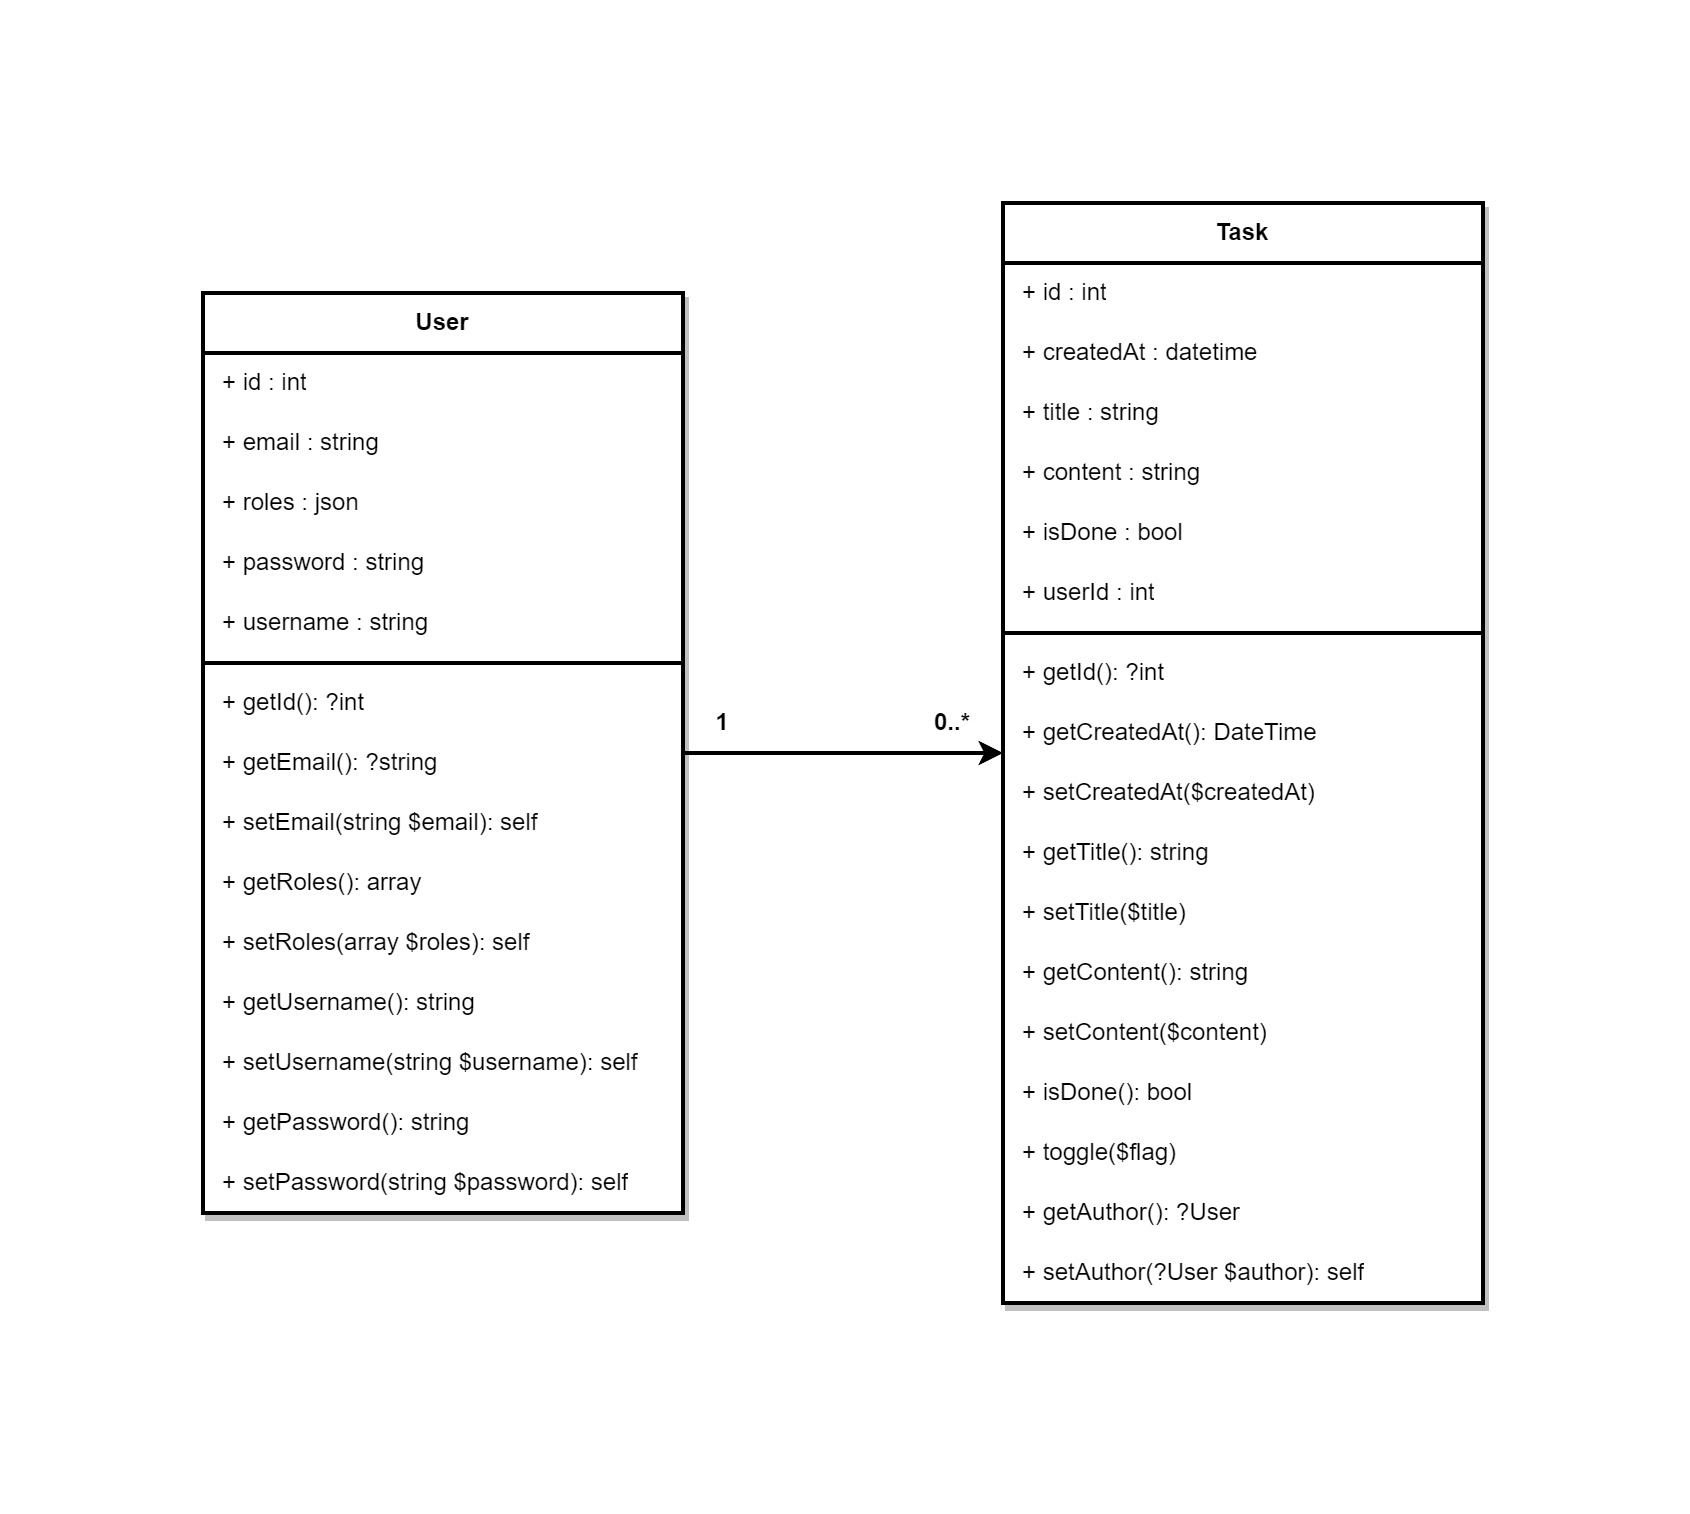 User
+ id : int
+ email : string
+ roles : json
+ password : string
+ username : string
+ getId(): ?int
+ getEmail(): ?string
+ setEmail(string $email): self
+ getRoles(): array
+ setRoles(array $roles): self
+ getUsername(): string
+ setUsername(string $username): self
+ getPassword(): string
+ setPassword(string $password): self
1
0..*
Task
+ id : int
+ createdAt : datetime
+ title : string
+ content : string
+ isDone : bool
+ userId : int
+ getId(): ?int
+ getCreatedAt(): DateTime
+ setCreatedAt($createdAt)
+ getTitle(): string
+ setTitle($title)
+ getContent(): string
+ setContent($content)
+ isDone(): bool
+ toggle($flag)
+ getAuthor(): ?User
+ setAuthor(?User $author): self